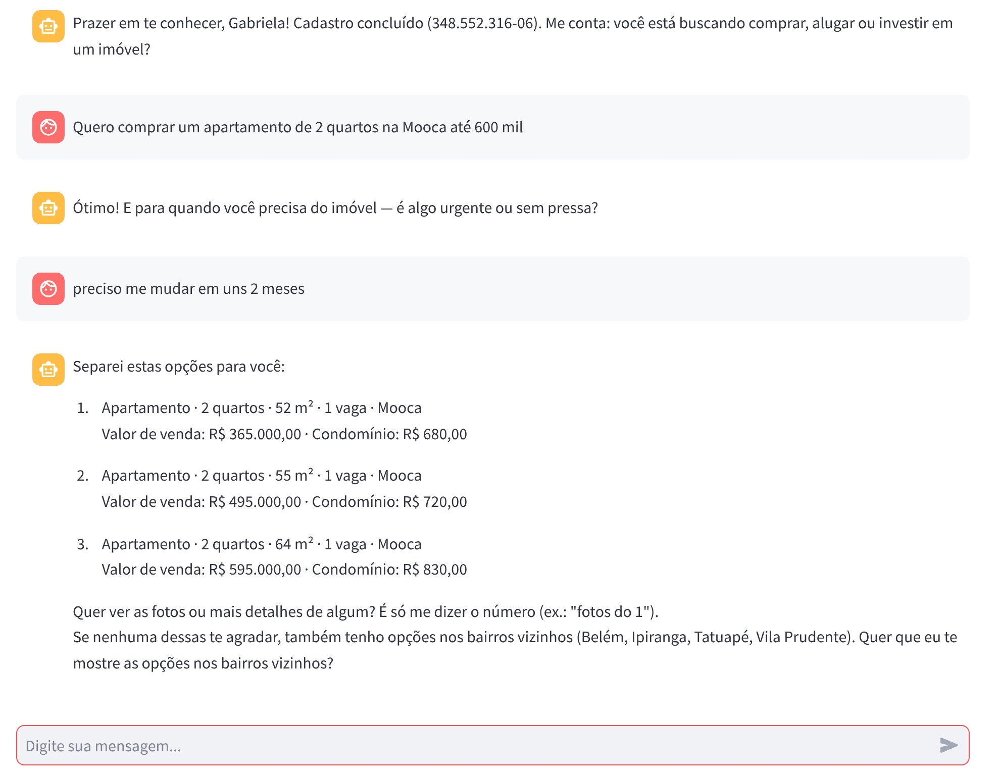 Prazer em te conhecer, Gabriela! Cadastro concluído (348.552.316-06). Me conta: você está buscando comprar, alugar ou investir em
um imóvel?
Quero comprar um apartamento de 2 quartos na Mooca até 600 mil
Ótimo! E para quando você precisa do imóvel — é algo urgente ou sem pressa?
preciso me mudar em uns 2 meses
Separei estas opções para você:
1. Apartamento · 2 quartos · 52 m² · 1 vaga · Mooca
Valor de venda: R$ 365.000,00 · Condomínio: R$ 680,00
2. Apartamento · 2 quartos · 55 m² · 1 vaga · Mooca
Valor de venda: R$ 495.000,00 · Condomínio: R$ 720,00
3. Apartamento · 2 quartos · 64 m² · 1 vaga · Mooca
Valor de venda: R$ 595.000,00 · Condomínio: R$ 830,00
Quer ver as fotos ou mais detalhes de algum? É só me dizer o número (ex.: "fotos do 1").
Se nenhuma dessas te agradar, também tenho opções nos bairros vizinhos (Belém, Ipiranga, Tatuapé, Vila Prudente). Quer que eu te
mostre as opções nos bairros vizinhos?
Digite sua mensagem...